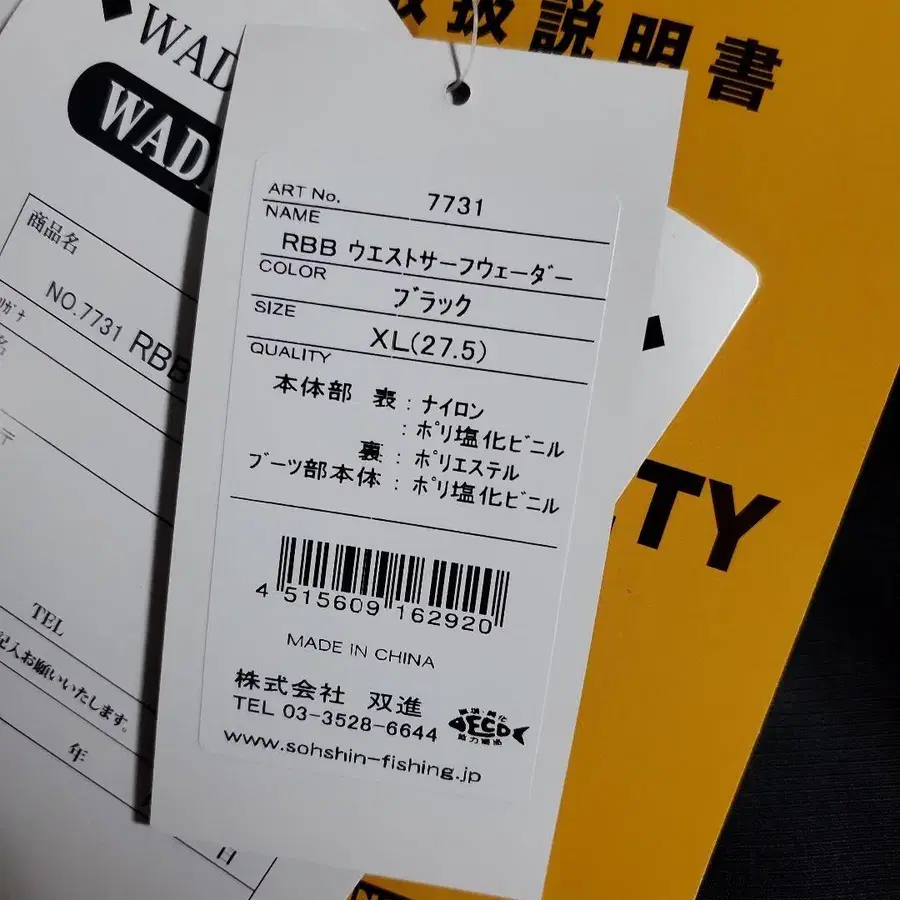 取扱説明書
WAD
WAD
商品名
NO.7731 RBB
TEL
記入お願いいたします。
年
日
ART No. 7731
NAME
RBB ウエストサーフウェーダー
COLOR
ブラック
SIZE
XL(27.5)
QUALITY
本体部 表:ナイロン
:ポリ塩化ビニル
裏:ポリエステル
ブーツ部本体:ポリ塩化ビニル
4 515609 162920
MADE IN CHINA
株式会社 双進
TEL 03-3528-6644
ECO
www.sohshin-fishing.jp
TY